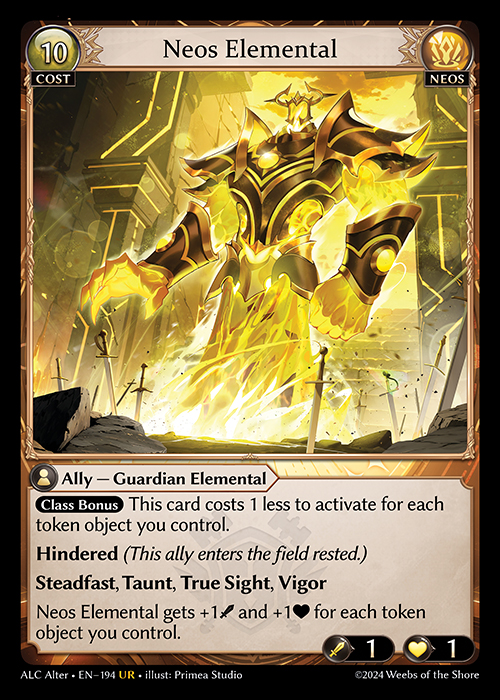 10
COST
Neos Elemental
NEOS
Ally — Guardian Elemental
Class Bonus This card costs 1 less to activate for each
token object you control.
Hindered (This ally enters the field rested.)
Steadfast, Taunt, True Sight, Vigor
Neos Elemental gets +1 and +1 for each token
object you control.
1
1
ALC Alter • EN–194 UR • illust: Primea Studio
©2024 Weebs of the Shore